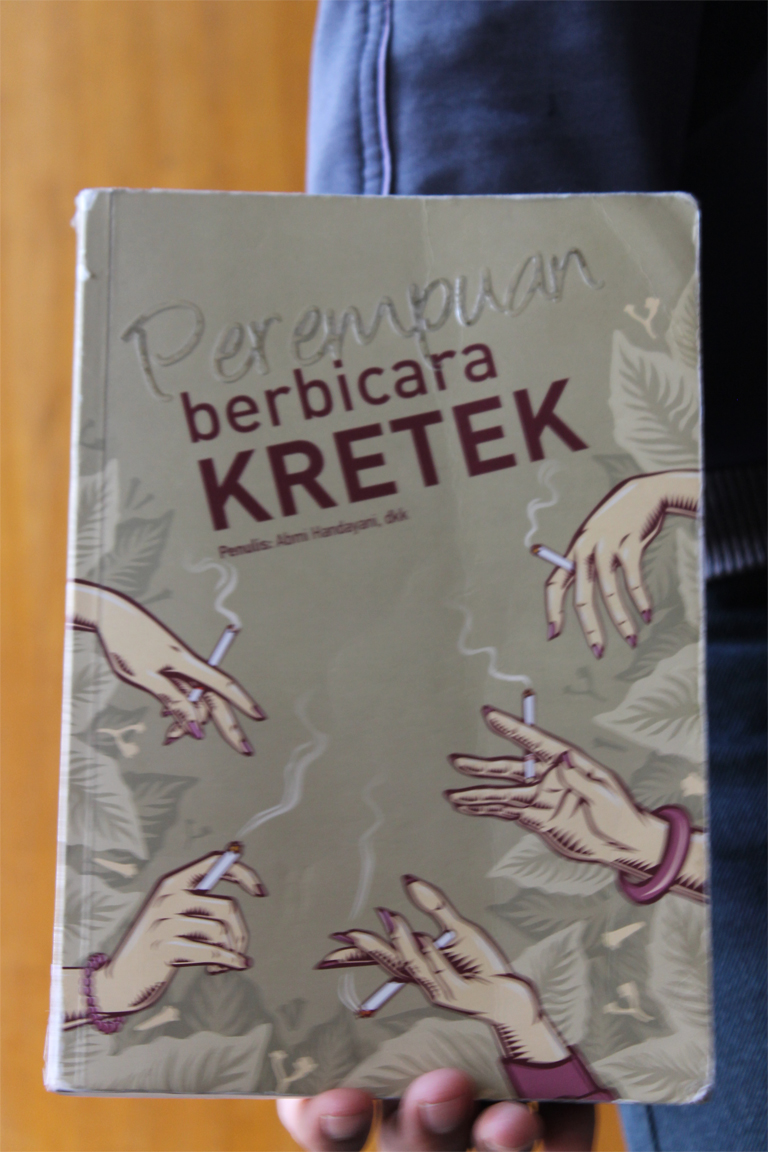 Perempuan
berbicara
KRETEK
Penulis: Abmi Handayani, dkk